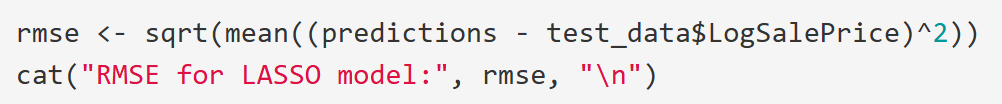 rmse <- sqrt(mean((predictions - test_data$LogSalePrice)^2))
cat("RMSE for LASSO model:", rmse, "\n")